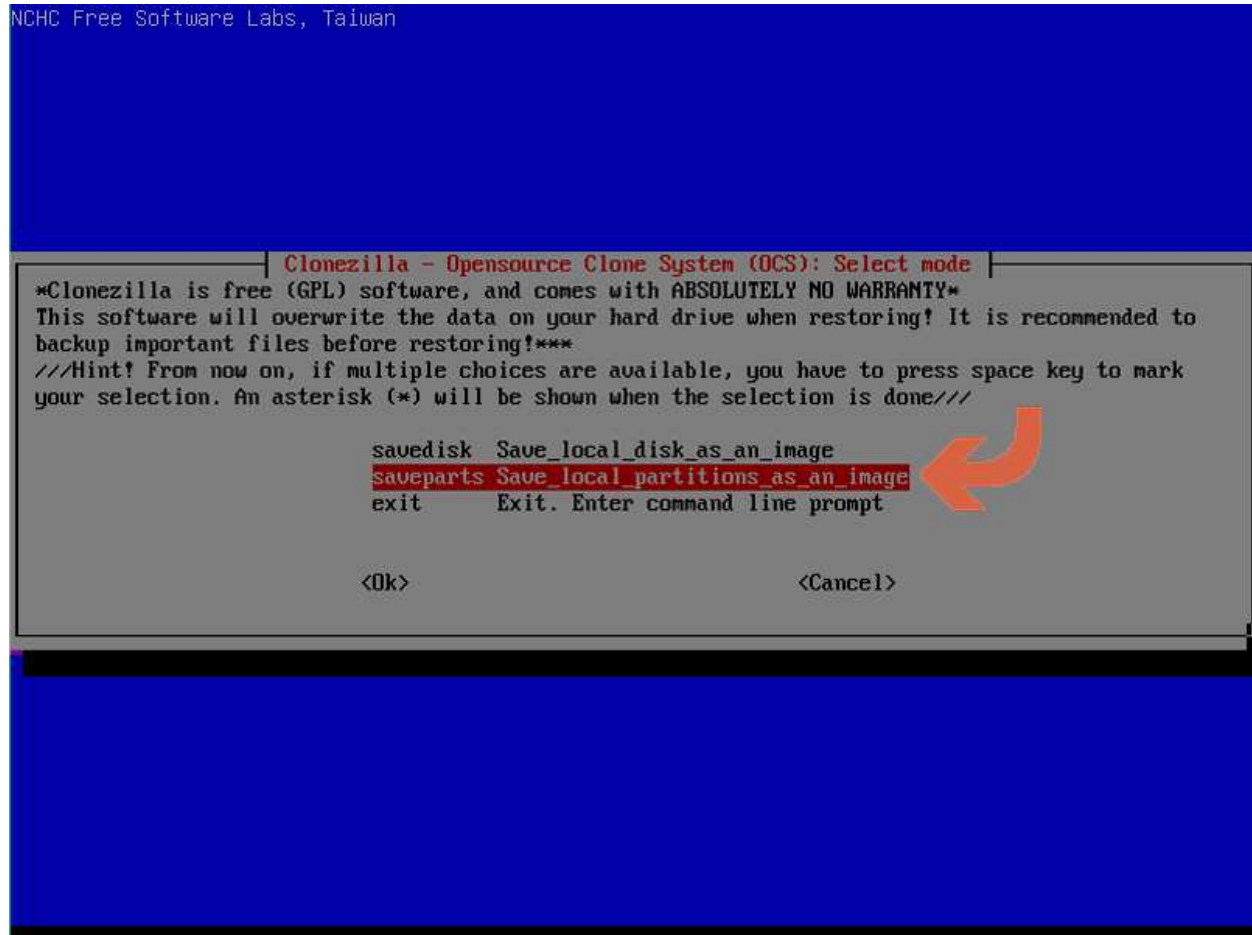 NCHC Free Software Labs, Taiwan
Clonezilla - Opensource Clone System (OCS): Select mode
*Clonezilla is free (GPL) software, and comes with ABSOLUTELY NO WARRANTY*
This software will overwrite the data on your hard drive when restoring! It is recommended to
backup important files before restoring!***
///Hint! From now on, if multiple choices are available, you have to press space key to mark
your selection. An asterisk (*) will be shown when the selection is done///
savedisk Save_local_disk_as_an_image
saveparts Save_local_partitions_as_an_image
exit Exit. Enter command line prompt
<Ok> <Cancel>